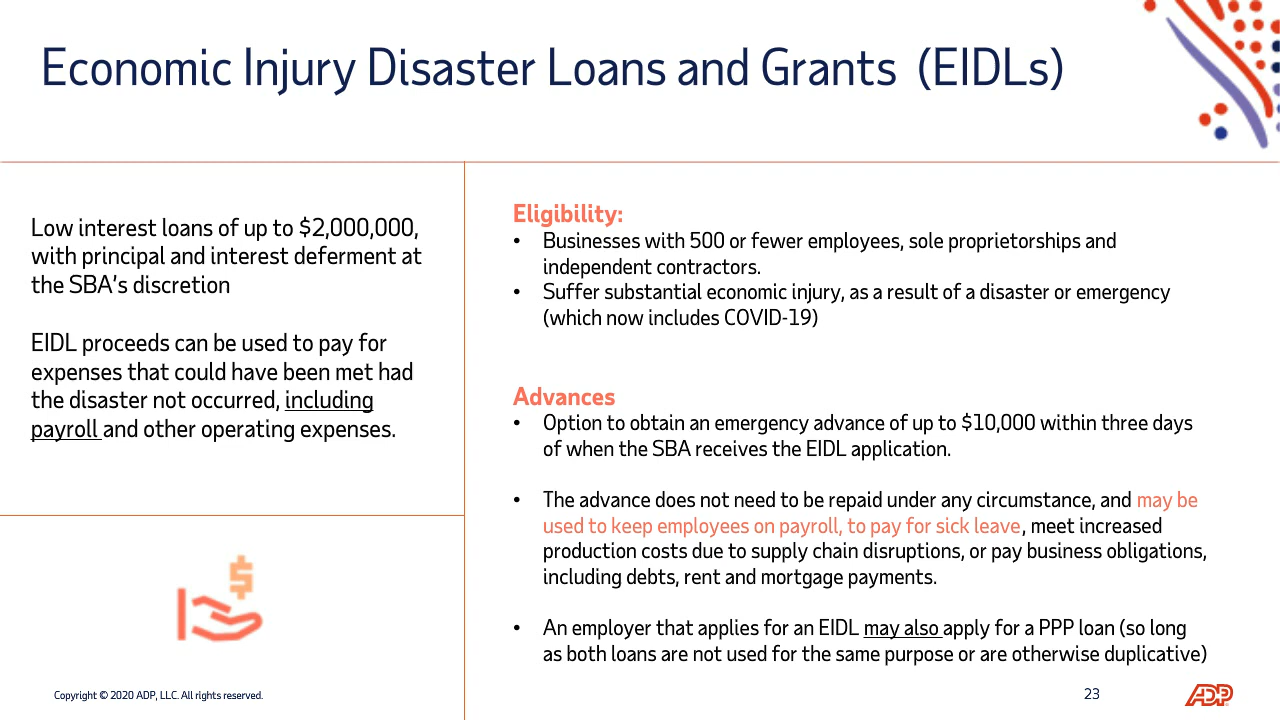 Economic Injury Disaster Loans and Grants (EIDLs)
Low interest loans of up to $2,000,000,
with principal and interest deferment at
the SBA's discretion
EIDL proceeds can be used to pay for
expenses that could have been met had
the disaster not occurred, including
payroll and other operating expenses.
$
Eligibility:
• Businesses with 500 or fewer employees, sole proprietorships and
independent contractors.
• Suffer substantial economic injury, as a result of a disaster or emergency
(which now includes COVID-19)
Advances
• Option to obtain an emergency advance of up to $10,000 within three days
of when the SBA receives the EIDL application.
• The advance does not need to be repaid under any circumstance, and may be
used to keep employees on payroll, to pay for sick leave, meet increased
production costs due to supply chain disruptions, or pay business obligations,
including debts, rent and mortgage payments.
• An employer that applies for an EIDL may also apply for a PPP loan (so long
as both loans are not used for the same purpose or are otherwise duplicative)
Copyright © 2020 ADP, LLC. All rights reserved.
23
ADP